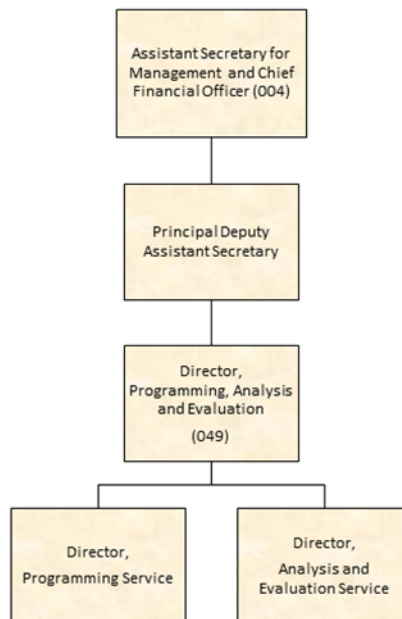 Assistant Secretary for
Management and Chief
Financial Officer (004)
Principal Deputy
Assistant Secretary
Director,
Programming, Analysis
and Evaluation
(049)
Director,
Programming Service
Director,
Analysis and
Evaluation Service